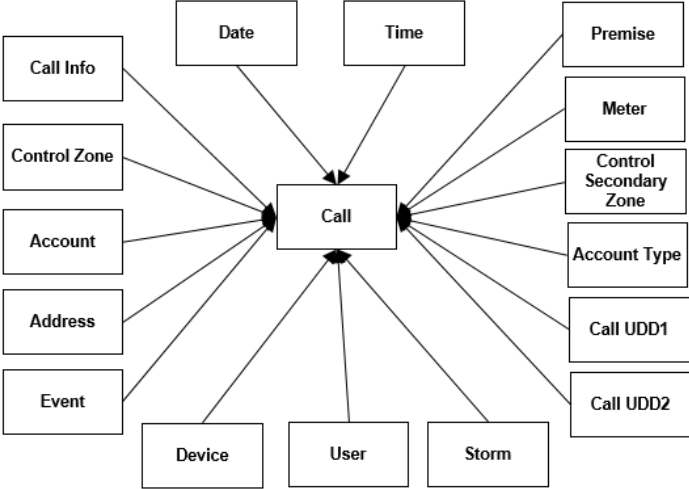 Date
Time
Premise
Call Info
Meter
Control Zone
Control
Secondary
Zone
Call
Account
Account Type
Address
Call UDD1
Event
Call UDD2
Device
User
Storm